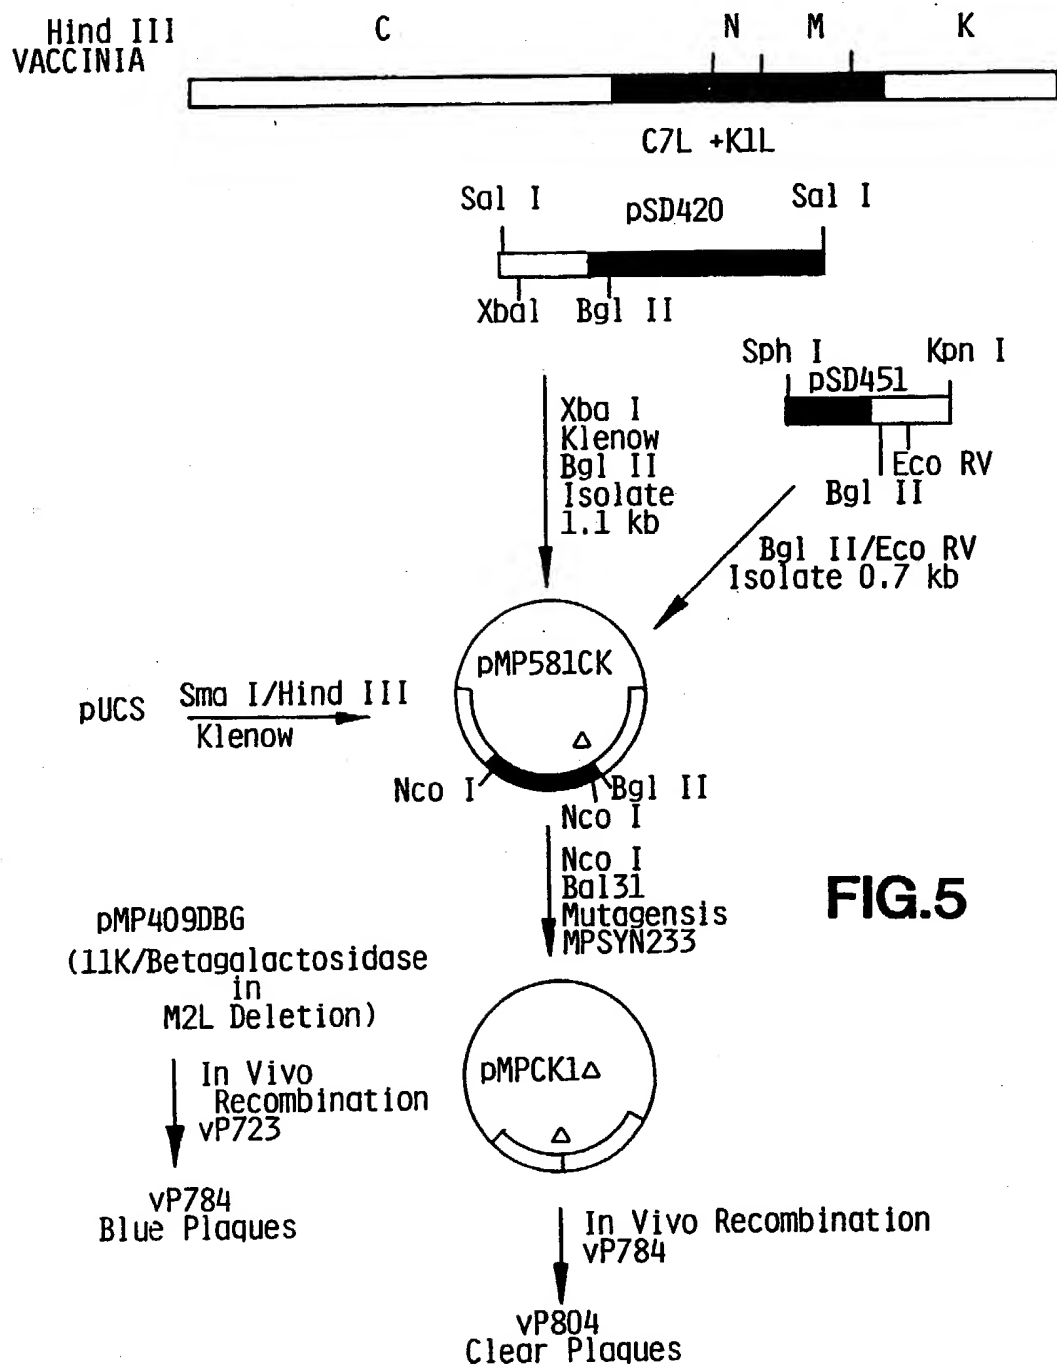 Hind III C N M K
VACCINIA
C7L +K1L
Sal I pSD420 Sal I
XbaI Bgl II
Sph I Kpn I
pSD451
Eco RV
Bgl II
Xba I
Klenow
Bgl II
Isolate
1.1 kb
Bgl II/Eco RV
Isolate 0.7 kb
pMP581CK
pUCS Sma I/Hind III
Klenow
Δ
Nco I Bgl II
Nco I
Nco I
Bal31
Mutagensis
MPSYN233
FIG.5
pMP409DBG
(11K/Betagalactosidase
in
M2L Deletion)
In Vivo
Recombination
vP723
vP784
Blue Plaques
pMPCK1Δ
Δ
In Vivo Recombination
vP784
vP804
Clear Plaques